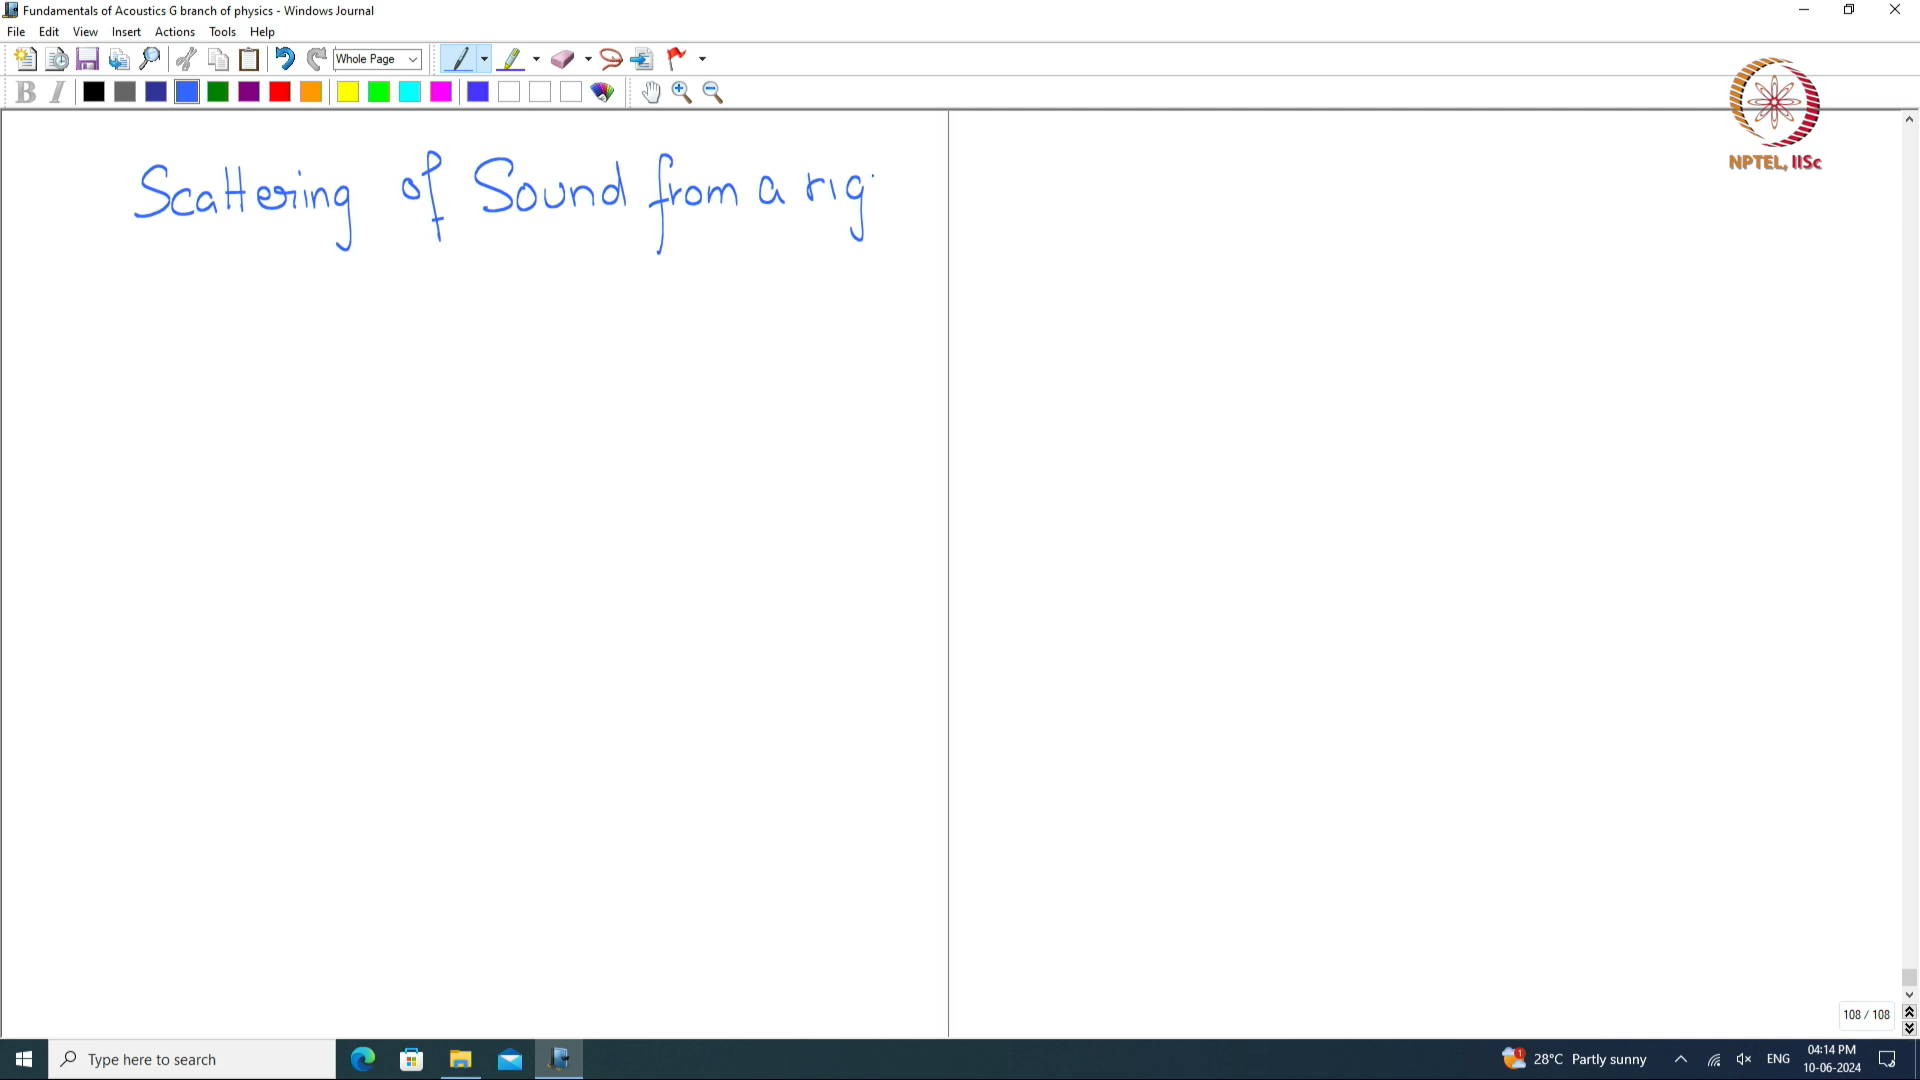 Fundamentals of Acoustics G branch of physics - Windows Journal
File Edit View Insert Actions Tools Help
Whole Page
B I
NPTEL, IISc
Scattering of Sound from a rig
108 / 108
Type here to search
1 28°C Partly sunny ENG 04:14 PM
10-06-2024